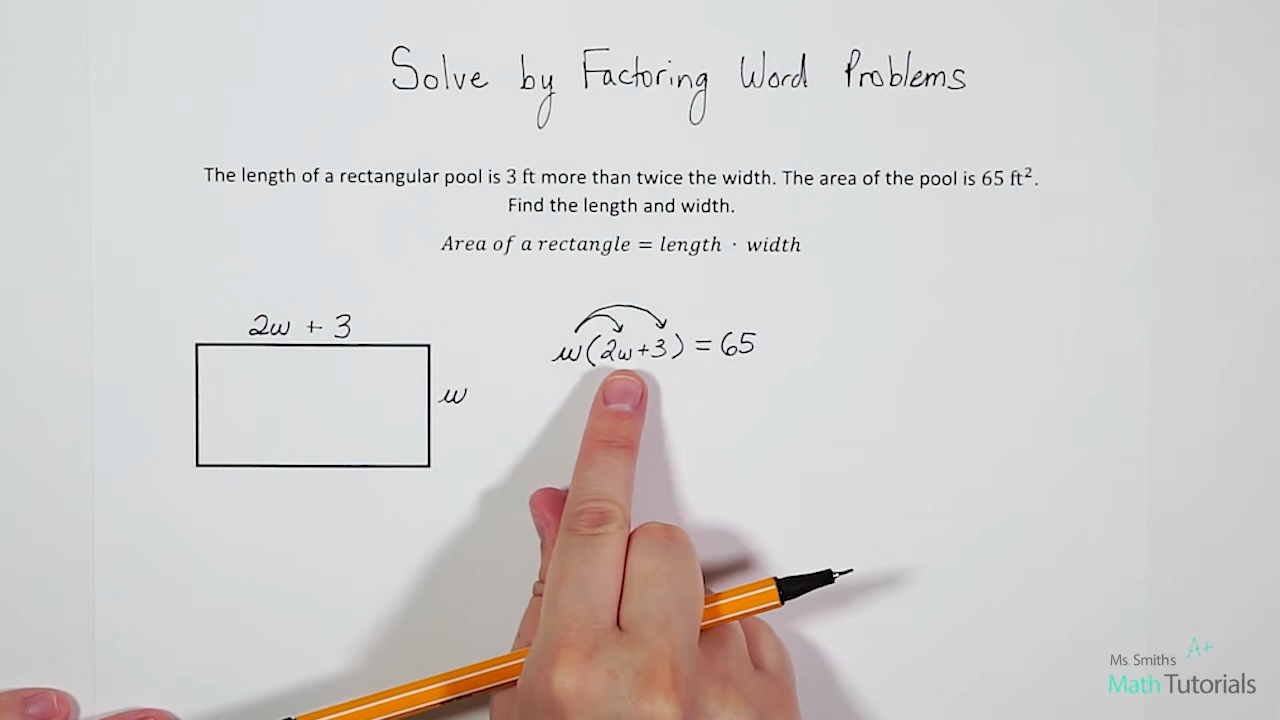 Solve by Factoring Word Problems
The length of a rectangular pool is 3 ft more than twice the width. The area of the pool is 65 ft².
Find the length and width.
Area of a rectangle = length · width
2w + 3
w
w(2w+3) = 65
Ms. Smith's A+
Math Tutorials